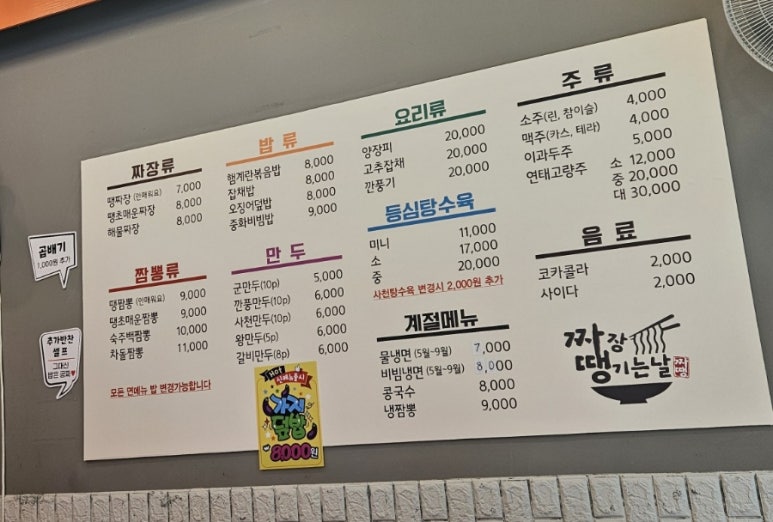 짜장류
땡짜장 (안매워요) 7,000
땡초매운짜장 8,000
해물짜장 8,000
밥 류
햄계란볶음밥 8,000
잡채밥 8,000
오징어덮밥 8,000
중화비빔밥 9,000
요리류
양장피 20,000
고추잡채 20,000
깐풍기 20,000
주 류
소주(린, 참이슬) 4,000
맥주(카스, 테라) 4,000
이과두주 5,000
연태고량주 소 12,000
중 20,000
대 30,000
곱배기
1,000원 추가
짬뽕류
땡짬뽕 (안매워요) 9,000
땡초매운짬뽕 9,000
숙주백짬뽕 10,000
차돌짬뽕 11,000
모든 면메뉴 밥 변경가능합니다
만 두
군만두(10p) 5,000
깐풍만두(10p) 6,000
사천만두(10p) 6,000
왕만두(5p) 6,000
갈비만두(8p) 6,000
등심탕수육
미니 11,000
소 17,000
중 20,000
사천탕수육 변경시 2,000원 추가
음 료
코카콜라 2,000
사이다 2,000
계절메뉴
물냉면 (5월~9월) 7,000
비빔냉면 (5월~9월) 8,000
콩국수 8,000
냉짬뽕 9,000
짜장
땡기는날
짜땡
추가반찬
셀프
HOT
신메뉴출시
가지
덮밥
8000원